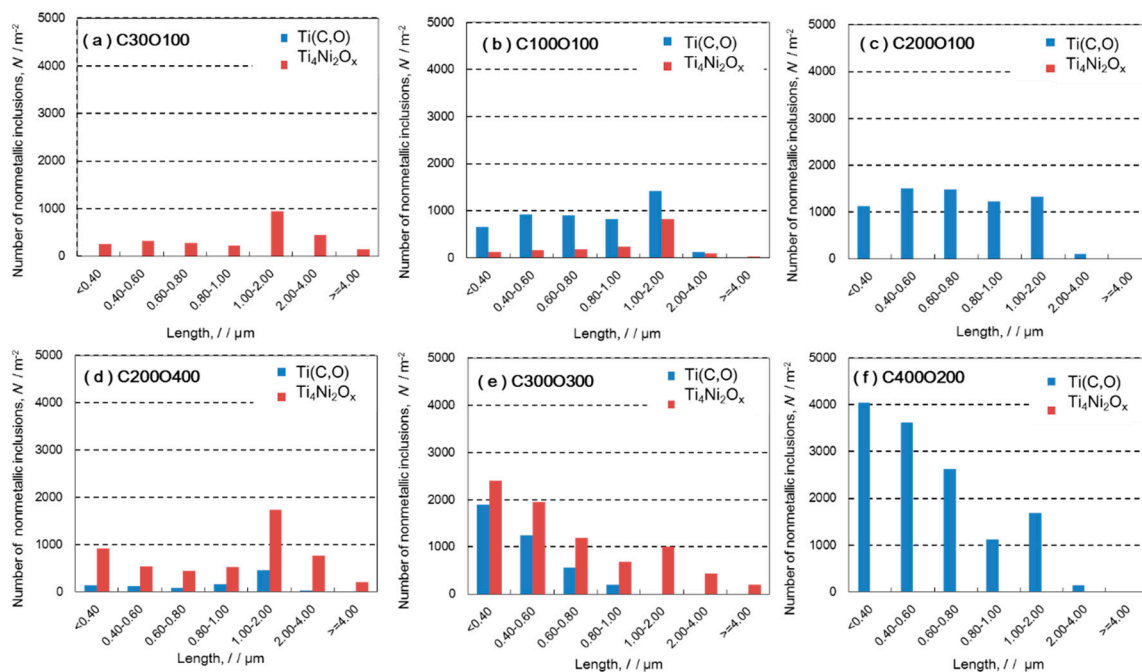 ( a ) C30O100
Ti(C,O)
Ti₄Ni₂Oₓ
Number of nonmetallic inclusions, N / m⁻²
5000
4000
3000
2000
1000
0
<0.40
0.40-0.60
0.60-0.80
0.80-1.00
1.00-2.00
2.00-4.00
>=4.00
Length, / / µm
( b ) C100O100
Ti(C,O)
Ti₄Ni₂Oₓ
Number of nonmetallic inclusions, N / m⁻²
5000
4000
3000
2000
1000
0
<0.40
0.40-0.60
0.60-0.80
0.80-1.00
1.00-2.00
2.00-4.00
>=4.00
Length, / / µm
( c ) C200O100
Ti(C,O)
Ti₄Ni₂Oₓ
Number of nonmetallic inclusions, N / m⁻²
5000
4000
3000
2000
1000
0
<0.40
0.40-0.60
0.60-0.80
0.80-1.00
1.00-2.00
2.00-4.00
>=4.00
Length, / / µm
( d ) C200O400
Ti(C,O)
Ti₄Ni₂Oₓ
Number of nonmetallic inclusions, N / m⁻²
5000
4000
3000
2000
1000
0
<0.40
0.40-0.60
0.60-0.80
0.80-1.00
1.00-2.00
2.00-4.00
>=4.00
Length, / / µm
( e ) C300O300
Ti(C,O)
Ti₄Ni₂Oₓ
Number of nonmetallic inclusions, N / m⁻²
5000
4000
3000
2000
1000
0
<0.40
0.40-0.60
0.60-0.80
0.80-1.00
1.00-2.00
2.00-4.00
>=4.00
Length, / / µm
( f ) C400O200
Ti(C,O)
Ti₄Ni₂Oₓ
Number of nonmetallic inclusions, N / m⁻²
5000
4000
3000
2000
1000
0
<0.40
0.40-0.60
0.60-0.80
0.80-1.00
1.00-2.00
2.00-4.00
>=4.00
Length, / / µm